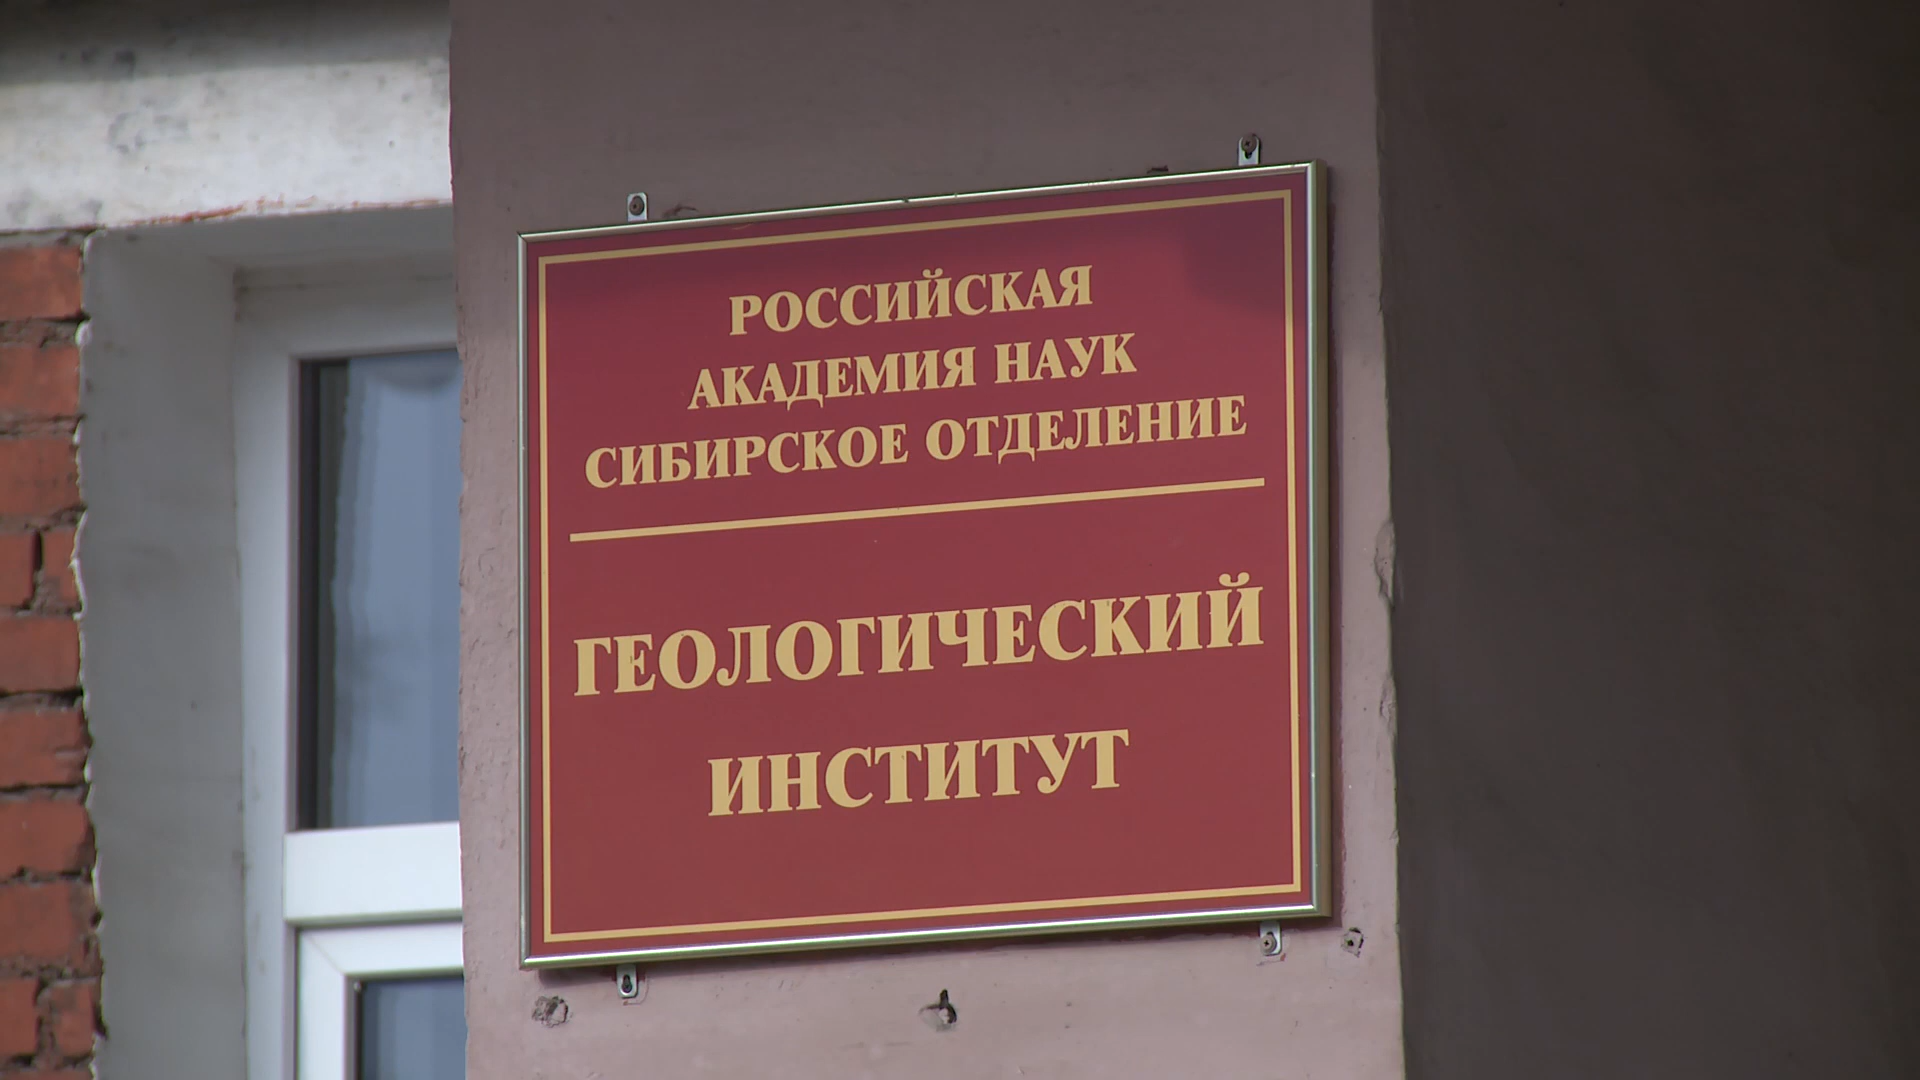 РОССИЙСКАЯ
АКАДЕМИЯ НАУК
СИБИРСКОЕ ОТДЕЛЕНИЕ
ГЕОЛОГИЧЕСКИЙ
ИНСТИТУТ